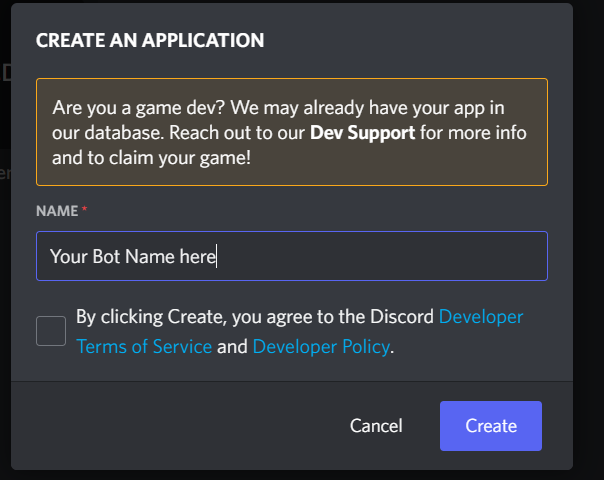 CREATE AN APPLICATION
Are you a game dev? We may already have your app in
our database. Reach out to our Dev Support for more info
and to claim your game!
NAME *
Your Bot Name here
By clicking Create, you agree to the Discord Developer
Terms of Service and Developer Policy.
Cancel
Create